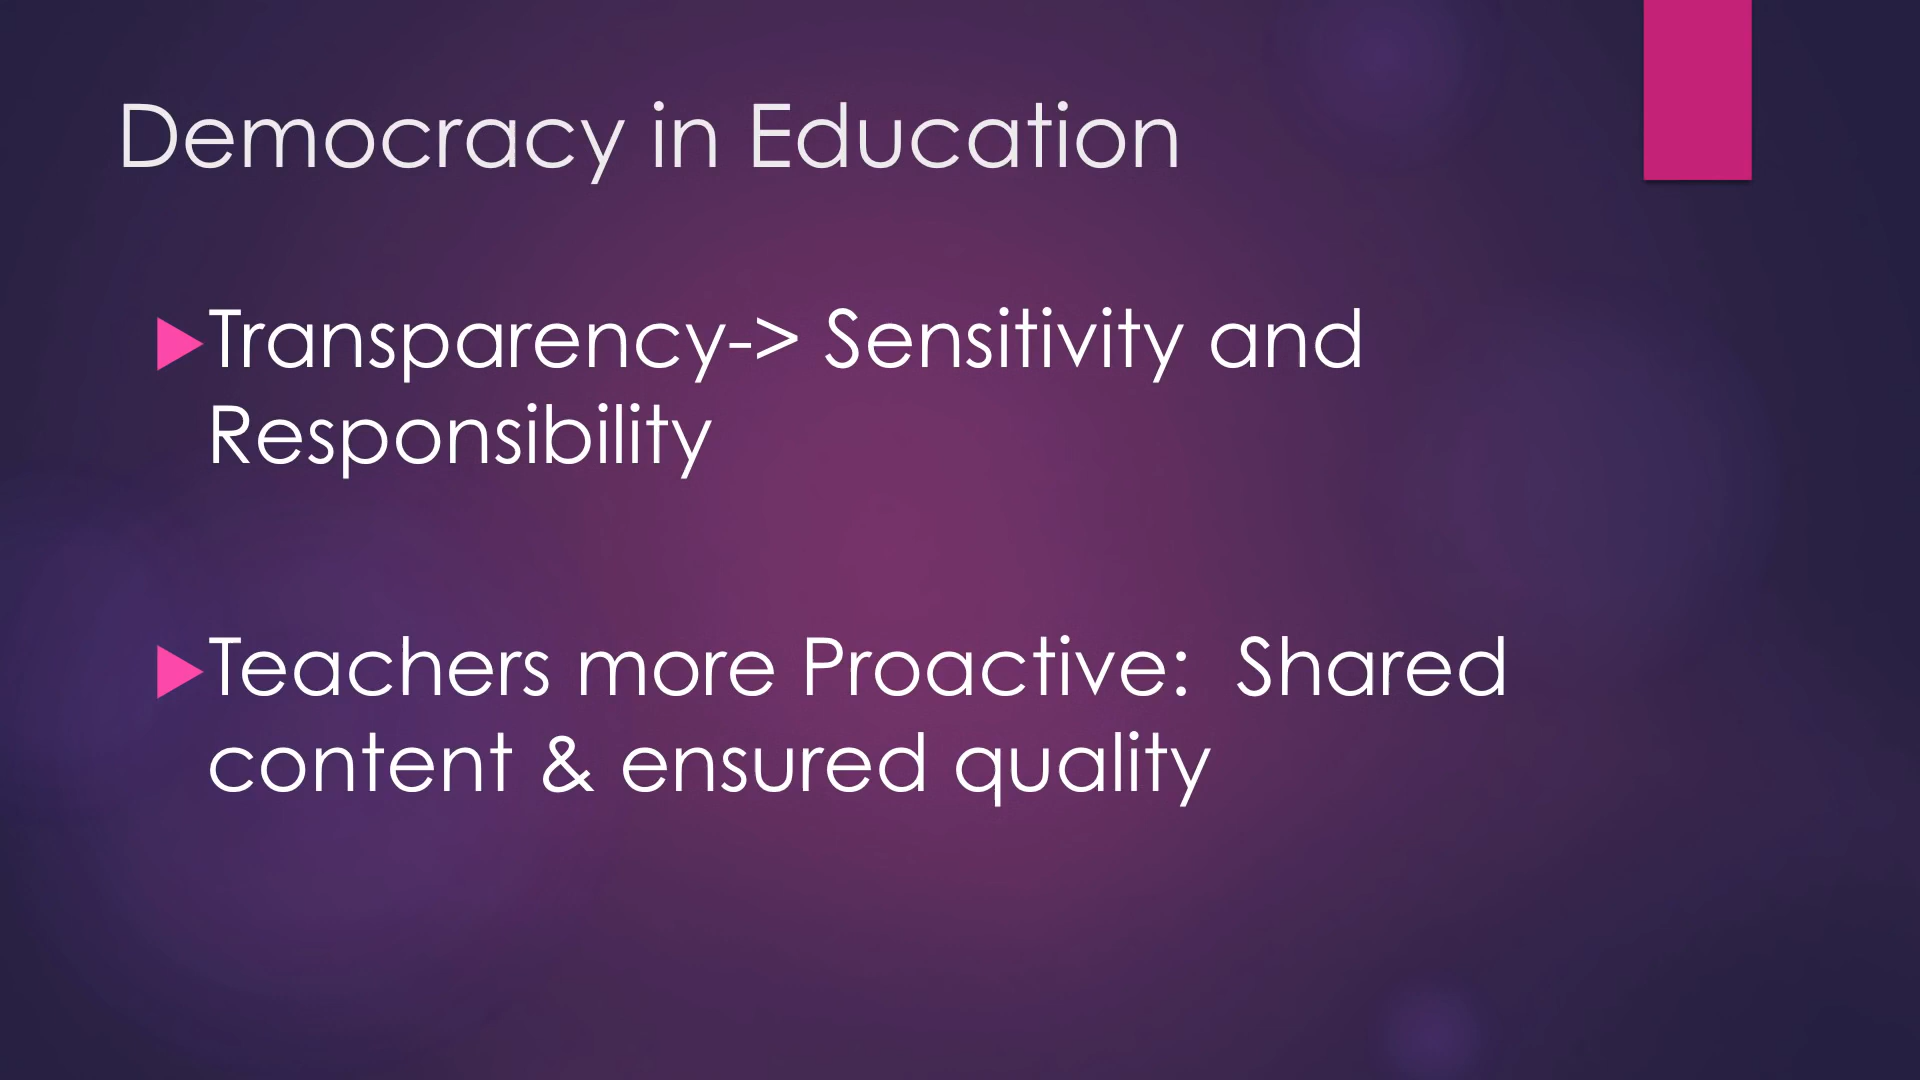 Democracy in Education
Transparency-> Sensitivity and
Responsibility
Teachers more Proactive:  Shared
content & ensured quality